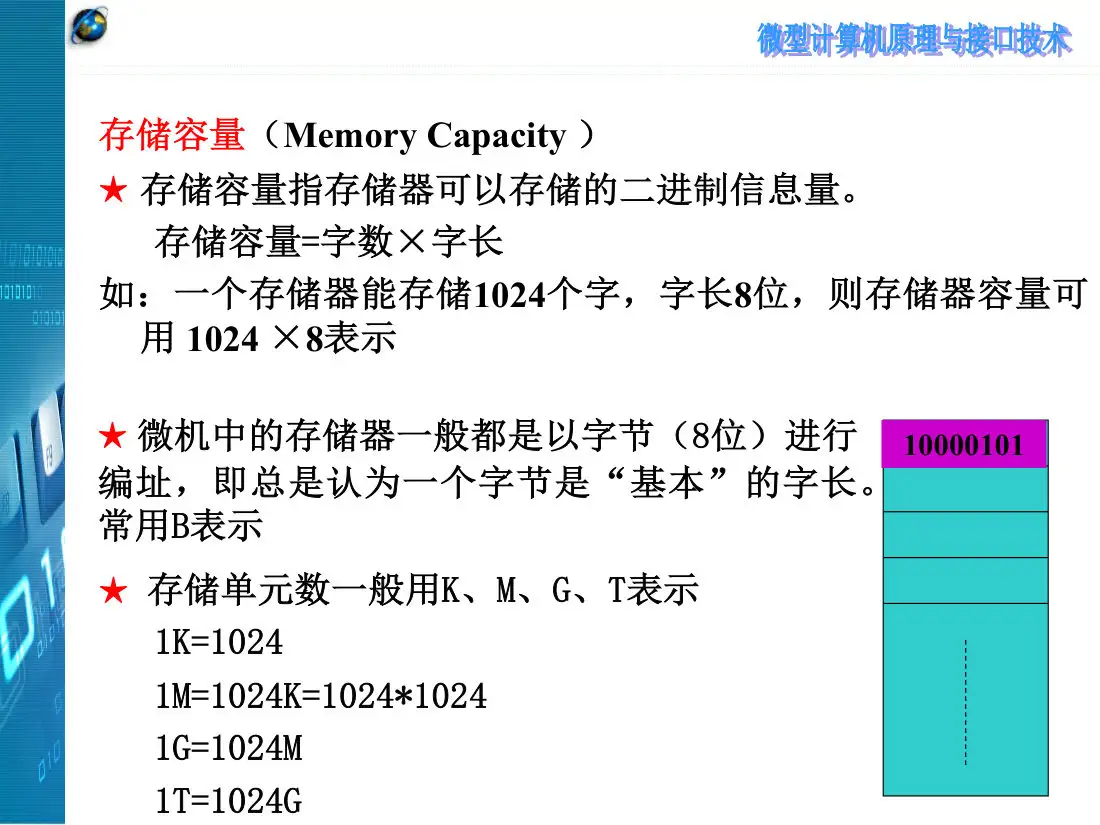 微型计算机原理与接口技术
存储容量（Memory Capacity ）
★ 存储容量指存储器可以存储的二进制信息量。
存储容量=字数×字长
如：一个存储器能存储1024个字，字长8位，则存储器容量可
用 1024 ×8表示
★ 微机中的存储器一般都是以字节（8位）进行
编址，即总是认为一个字节是“基本”的字长。
常用B表示
10000101
★ 存储单元数一般用K、M、G、T表示
1K=1024
1M=1024K=1024*1024
1G=1024M
1T=1024G